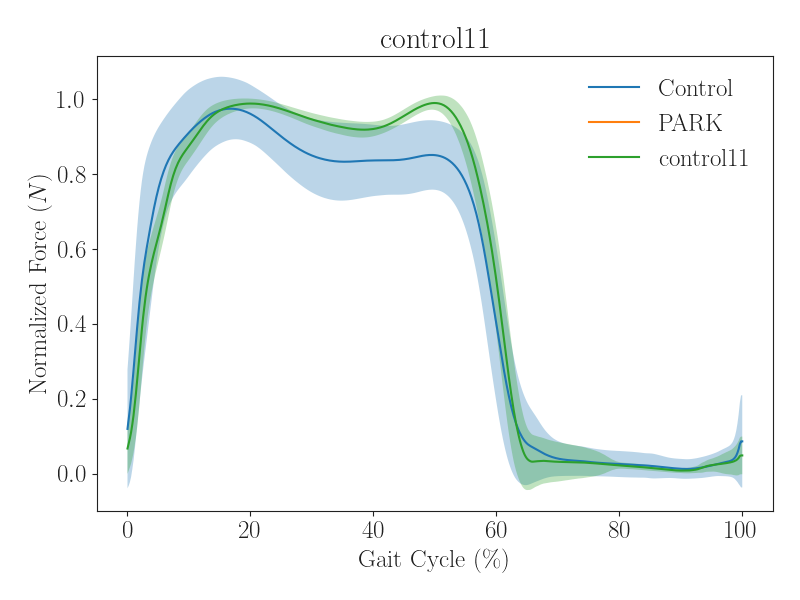 control11
Control
PARK
control11
Normalized Force (N)
1.0
0.8
0.6
0.4
0.2
0.0
0 20 40 60 80 100
Gait Cycle (%)